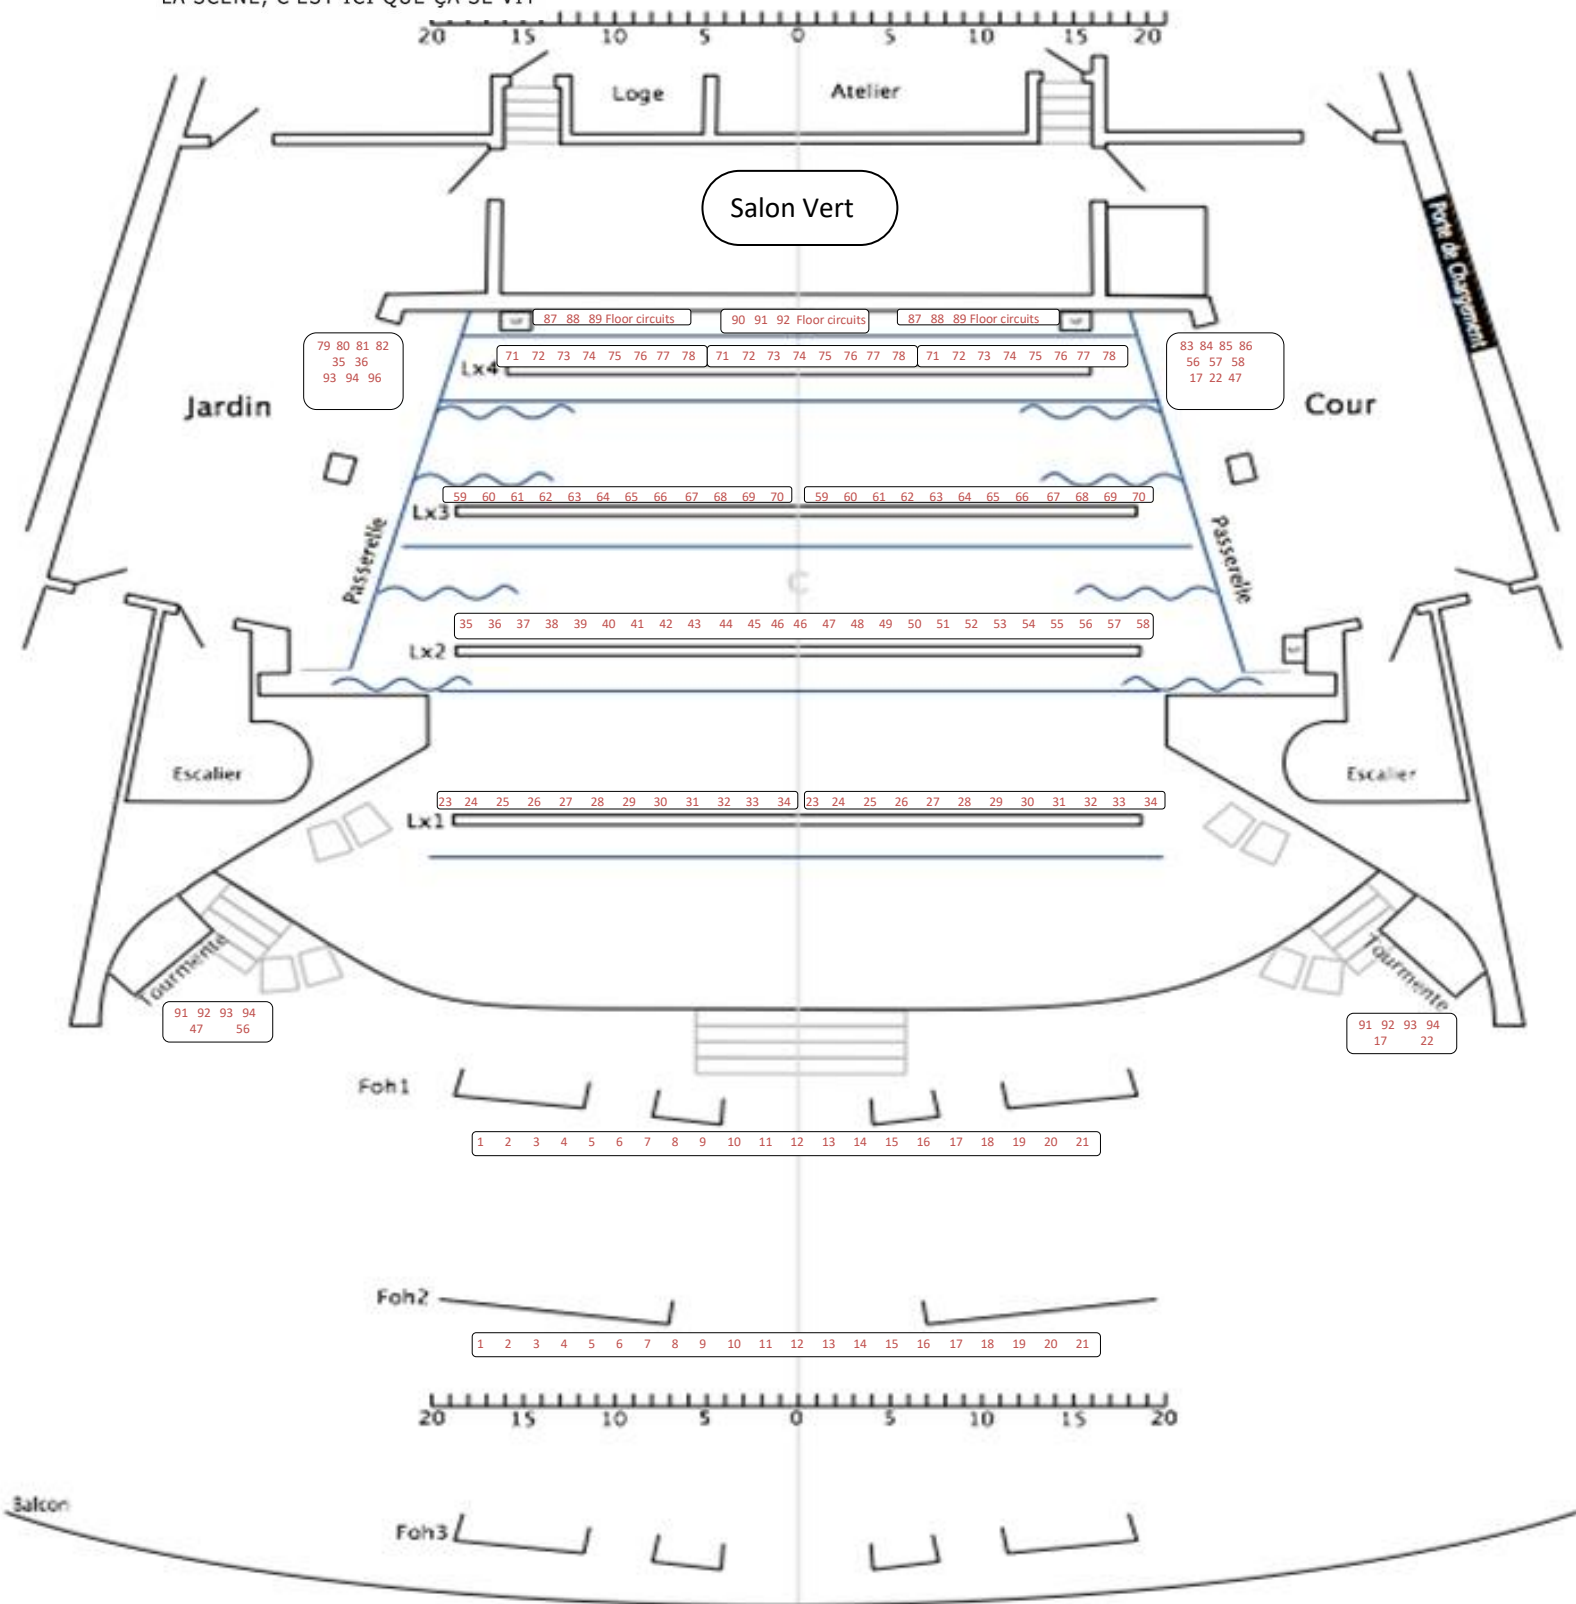 LA SCÈNE, C'EST ICI QUE ÇA SE VIT
20 15 10 5 0 5 10 15 20
Loge
Atelier
Salon Vert
Porte de Chargement
87 88 89 Floor circuits
90 91 92 Floor circuits
87 88 89 Floor circuits
79 80 81 82
35 36
93 94 96
83 84 85 86
56 57 58
17 22 47
71 72 73 74 75 76 77 78
71 72 73 74 75 76 77 78
71 72 73 74 75 76 77 78
Lx4
Jardin
Cour
59 60 61 62 63 64 65 66 67 68 69 70
59 60 61 62 63 64 65 66 67 68 69 70
Lx3
Passerelle
Passerelle
C
35 36 37 38 39 40 41 42 43 44 45 46 46 47 48 49 50 51 52 53 54 55 56 57 58
Lx2
Escalier
Escalier
23 24 25 26 27 28 29 30 31 32 33 34
23 24 25 26 27 28 29 30 31 32 33 34
Lx1
Tourmente
Tourmente
91 92 93 94
47 56
91 92 93 94
17 22
Foh1
1 2 3 4 5 6 7 8 9 10 11 12 13 14 15 16 17 18 19 20 21
Foh2
1 2 3 4 5 6 7 8 9 10 11 12 13 14 15 16 17 18 19 20 21
20 15 10 5 0 5 10 15 20
Balcon
Foh3